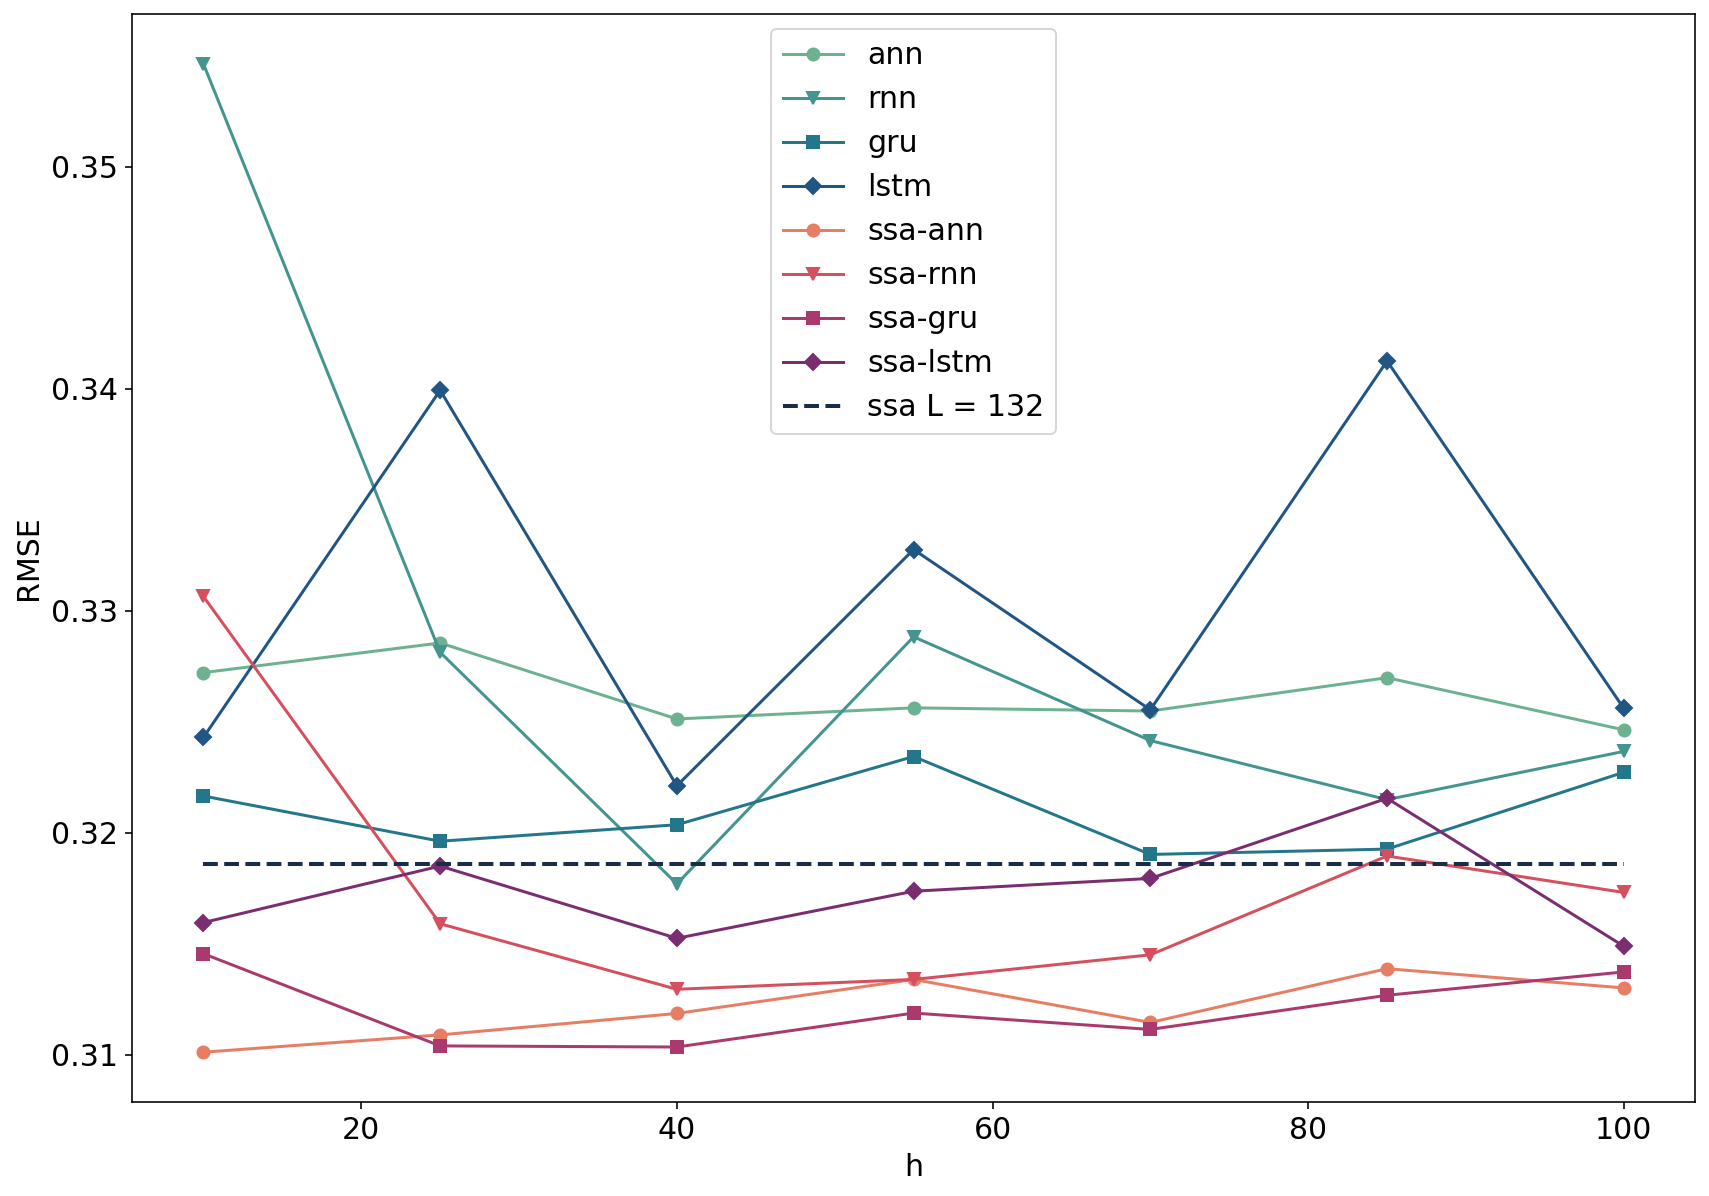 ann
rnn
gru
lstm
ssa-ann
ssa-rnn
ssa-gru
ssa-lstm
ssa L = 132
RMSE
0.35
0.34
0.33
0.32
0.31
20 40 60 80 100
h